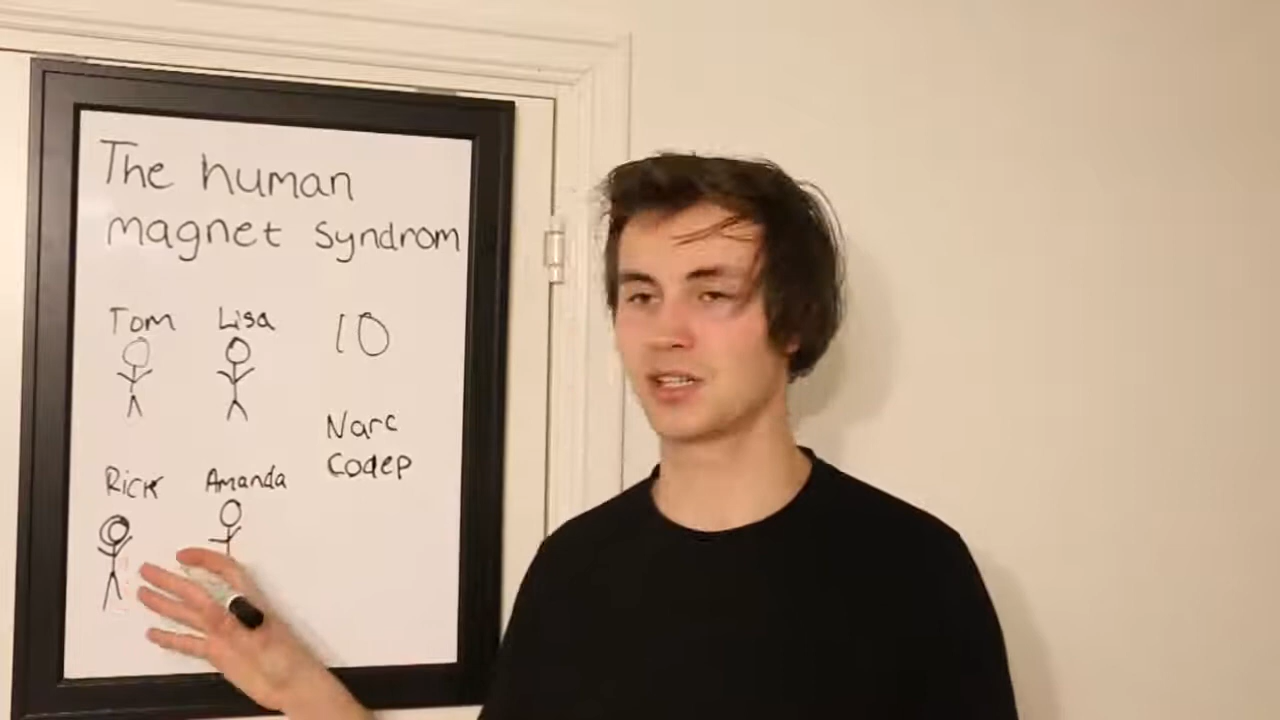 The human
magnet syndrom
Tom Lisa
10
Narc
Codep
Rick Amanda